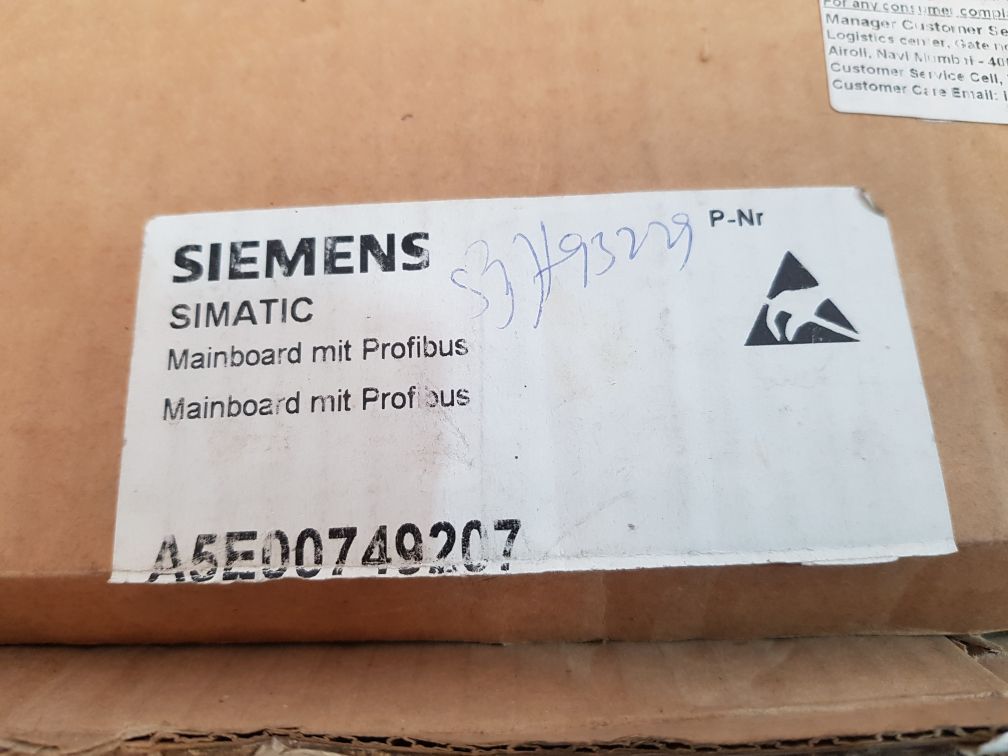 For any consumer compl
Manager Customer Se
Logistics center, Gate no
Airoli, Navi Mumbai - 40
Customer Service Cell,
Customer Care Email: i
SIEMENS
P-Nr
SIMATIC
Mainboard mit Profibus
Mainboard mit Profibus
A5E00749207